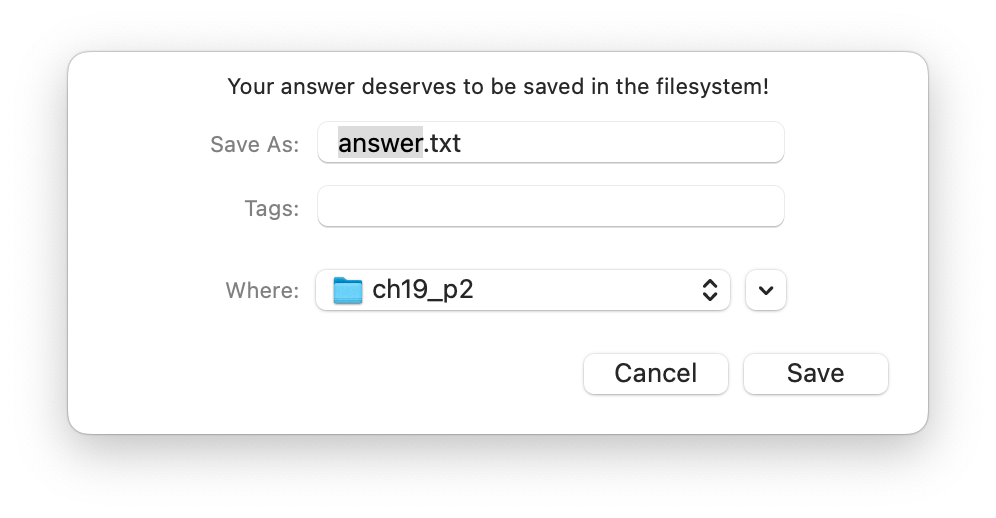 Your answer deserves to be saved in the filesystem!
Save As: answer.txt
Tags:
Where: ch19_p2
Cancel Save